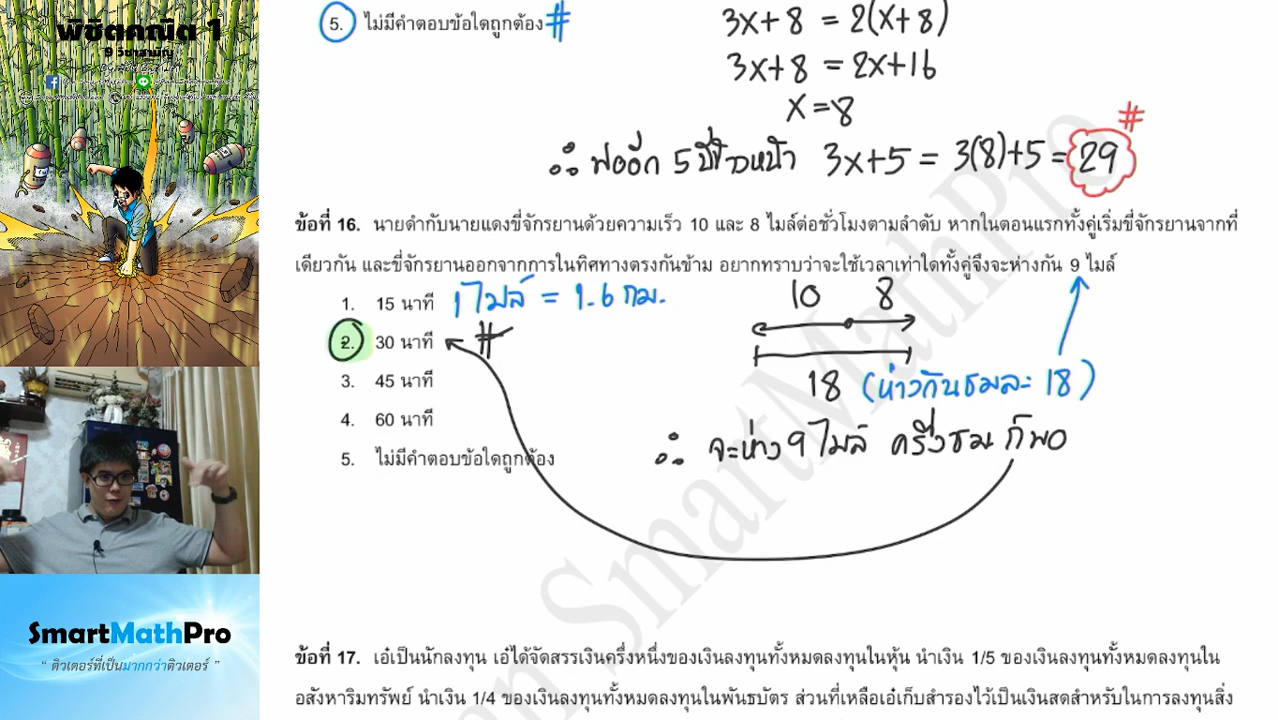 พิชิตคณิต 1
9 วิชาสามัญ
5. ไม่มีคำตอบข้อใดถูกต้อง #
3x+8 = 2(x+8)
3x+8 = 2x+16
x=8
#
∴ พ่ออีก 5 ปีข้างหน้า 3x+5 = 3(8)+5 = 29
ข้อที่ 16. นายดำกับนายแดงขี่จักรยานด้วยความเร็ว 10 และ 8 ไมล์ต่อชั่วโมงตามลำดับ หากในตอนแรกทั้งคู่เริ่มขี่จักรยานจากที่
เดียวกัน และขี่จักรยานออกจากการในทิศทางตรงกันข้าม อยากทราบว่าจะใช้เวลาเท่าใดทั้งคู่จึงจะห่างกัน 9 ไมล์
1. 15 นาที 1 ไมล์ = 1.6 กม.
10 8
2. 30 นาที #
3. 45 นาที
18 (ห่างกันชมละ 18)
4. 60 นาที
∴ จะห่าง 9 ไมล์ ครึ่งชม ก็พอ
5. ไม่มีคำตอบข้อใดถูกต้อง
SmartMathPro
SmartMathPro
“ ติวเตอร์ที่เป็นมากกว่าติวเตอร์ ”
ข้อที่ 17. เอ๋เป็นนักลงทุน เอ๋ได้จัดสรรเงินครึ่งหนึ่งของเงินลงทุนทั้งหมดลงทุนในหุ้น นำเงิน 1/5 ของเงินลงทุนทั้งหมดลงทุนใน
อสังหาริมทรัพย์ นำเงิน 1/4 ของเงินลงทุนทั้งหมดลงทุนในพันธบัตร ส่วนที่เหลือเอ๋เก็บสำรองไว้เป็นเงินสดสำหรับในการลงทุนสิ่ง